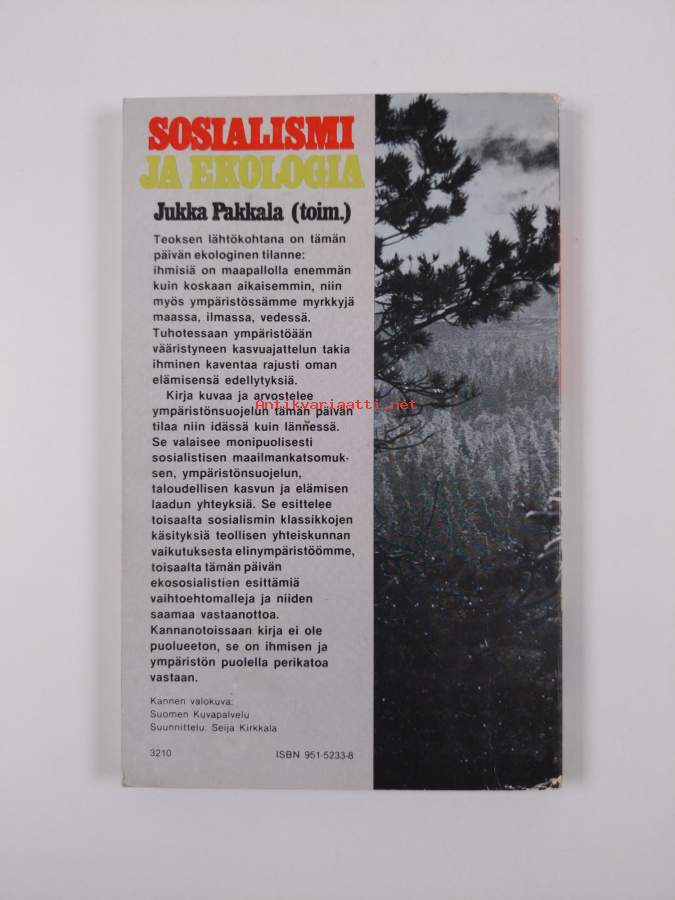 SOSIALISMI
JA EKOLOGIA
Jukka Pakkala (toim.)
Teoksen lähtökohtana on tämän
päivän ekologinen tilanne:
ihmisiä on maapallolla enemmän
kuin koskaan aikaisemmin, niin
myös ympäristössämme myrkkyjä
maassa, ilmassa, vedessä.
Tuhotessaan ympäristöään
vääristyneen kasvuajattelun takia
ihminen kaventaa rajusti oman
elämisensä edellytyksiä.
Kirja kuvaa ja arvostelee
Antikvariaatti.net
ympäristönsuojelun tämän päivän
tilaa niin idässä kuin lännessä.
Se valaisee monipuolisesti
sosialistisen maailmankatsomuk-
sen, ympäristönsuojelun,
taloudellisen kasvun ja elämisen
laadun yhteyksiä. Se esittelee
toisaalta sosialismin klassikkojen
käsityksiä teollisen yhteiskunnan
vaikutuksesta elinympäristöömme,
toisaalta tämän päivän
ekososialistien esittämiä
vaihtoehtomalleja ja niiden
saamaa vastaanottoa.
Kannanotoissaan kirja ei ole
puolueeton, se on ihmisen ja
ympäristön puolella perikatoa
vastaan.
Kannen valokuva:
Suomen Kuvapalvelu
Suunnittelu: Seija Kirkkala
3210 ISBN 951-5233-8